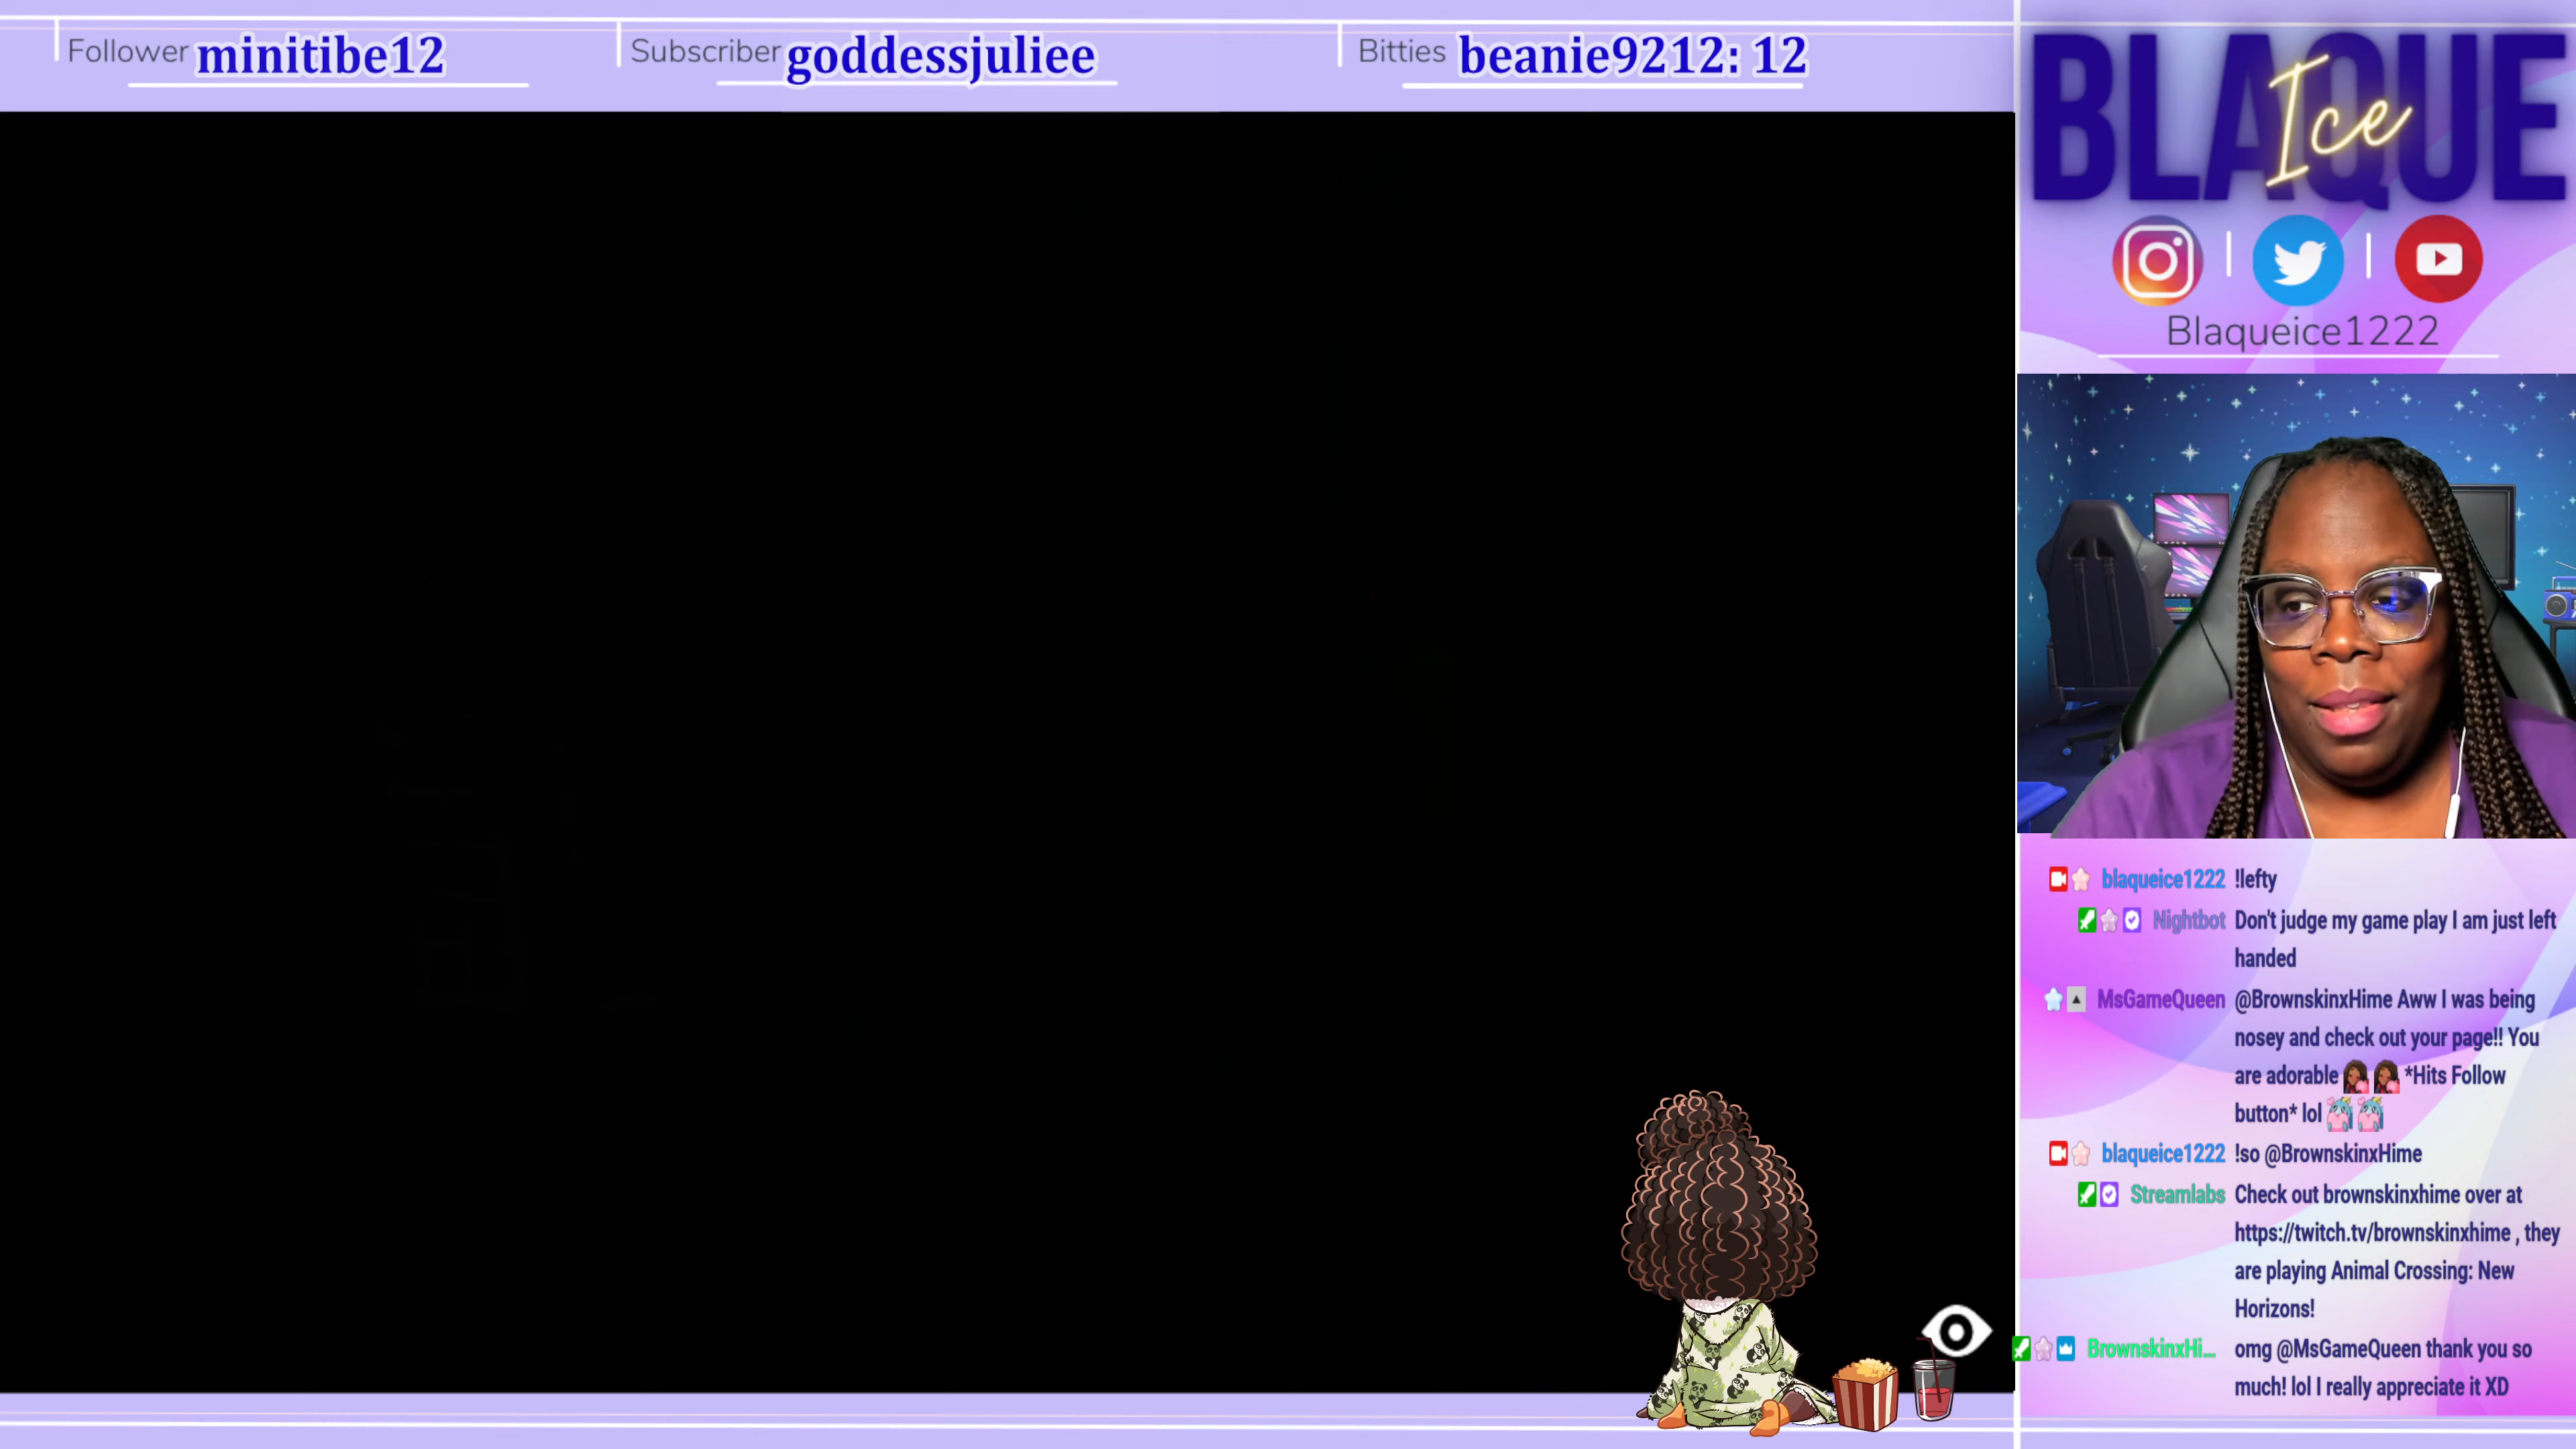 Follower minitibe12
Subscriber goddessjuliee
Bitties beanie9212: 12
BLAQUE
Ice
Blaqueice1222
blaqueice1222 !lefty
Nightbot Don't judge my game play I am just left
handed
MsGameQueen @BrownskinxHime Aww I was being
nosey and check out your page!! You
are adorable *Hits Follow
button* lol
blaqueice1222 !so @BrownskinxHime
Streamlabs Check out brownskinxhime over at
https://twitch.tv/brownskinxhime , they
are playing Animal Crossing: New
Horizons!
BrownskinxHi... omg @MsGameQueen thank you so
much! lol I really appreciate it XD